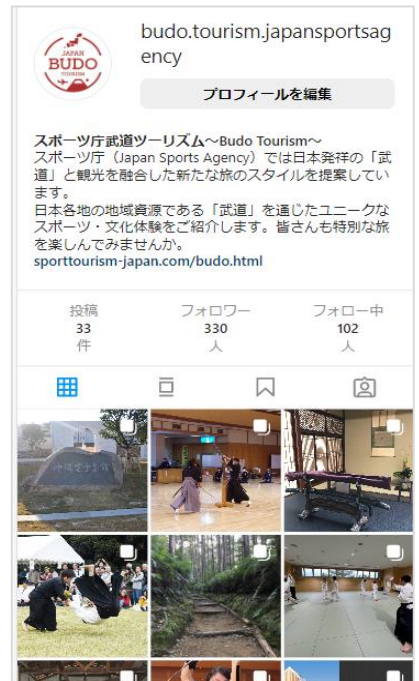 JAPAN
BUDO
TOURISM
budo.tourism.japansportsag
ency
プロフィールを編集
スポーツ庁武道ツーリズム～Budo Tourism～
スポーツ庁（Japan Sports Agency）では日本発祥の「武
道」と観光を融合した新たな旅のスタイルを提案してい
ます。
日本各地の地域資源である「武道」を通じたユニークな
スポーツ・文化体験をご紹介します。皆さんも特別な旅
を楽しんでみませんか。
sporttourism-japan.com/budo.html
投稿 フォロワー フォロー中
33 330 102
件 人 人